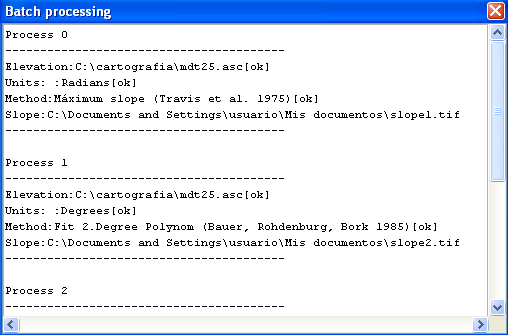 Batch processing
Process 0
----------------------------------------
Elevation:C:\cartografia\mdt25.asc[ok]
Units: :Radians[ok]
Method:Máximum slope (Travis et al. 1975)[ok]
Slope:C:\Documents and Settings\usuario\Mis documentos\slope1.tif
----------------------------------------
Process 1
----------------------------------------
Elevation:C:\cartografia\mdt25.asc[ok]
Units: :Degrees[ok]
Method:Fit 2.Degree Polynom (Bauer, Rohdenburg, Bork 1985)[ok]
Slope:C:\Documents and Settings\usuario\Mis documentos\slope2.tif
----------------------------------------
Process 2
----------------------------------------